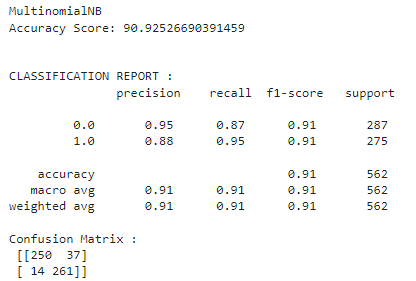 MultinomialNB
Accuracy Score: 90.92526690391459
CLASSIFICATION REPORT :
precision recall f1-score support
0.0 0.95 0.87 0.91 287
1.0 0.88 0.95 0.91 275
accuracy 0.91 562
macro avg 0.91 0.91 0.91 562
weighted avg 0.91 0.91 0.91 562
Confusion Matrix :
[[250 37]
[ 14 261]]